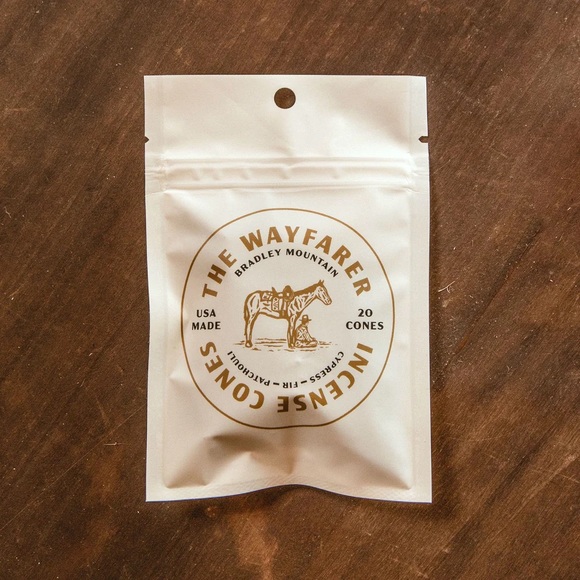 THE WAYFARER
BRADLEY MOUNTAIN
USA
MADE
20
CONES
CYPRESS – FIR – PATCHOULI
INCENSE CONES